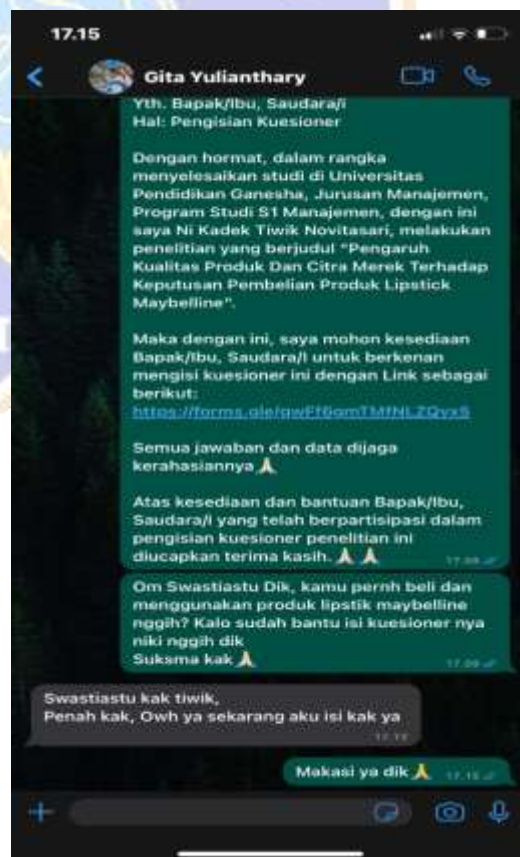 17.15
Gita Yulianthary
Yth. Bapak/Ibu, Saudara/i
Hal: Pengisian Kuesioner
Dengan hormat, dalam rangka
menyelesaikan studi di Universitas
Pendidikan Ganesha, Jurusan Manajemen,
Program Studi S1 Manajemen, dengan ini
saya Ni Kadek Tiwik Novitasari, melakukan
penelitian yang berjudul "Pengaruh
Kualitas Produk Dan Citra Merek Terhadap
Keputusan Pembelian Produk Lipstick
Maybelline".
Maka dengan ini, saya mohon kesediaan
Bapak/Ibu, Saudara/I untuk berkenan
mengisi kuesioner ini dengan Link sebagai
berikut:
Semua jawaban dan data dijaga
kerahasiannya 🙏
Atas kesediaan dan bantuan Bapak/Ibu,
Saudara/i yang telah berpartisipasi dalam
pengisian kuesioner penelitian ini
diucapkan terima kasih. 🙏 🙏
Om Swastiastu Dik, kamu pernh beli dan
menggunakan produk lipstik maybelline
nggih? Kalo sudah bantu isi kuesioner nya
niki nggih dik
Suksma kak 🙏
Swastiastu kak tiwik,
Penah kak, Owh ya sekarang aku isi kak ya
Makasi ya dik 🙏